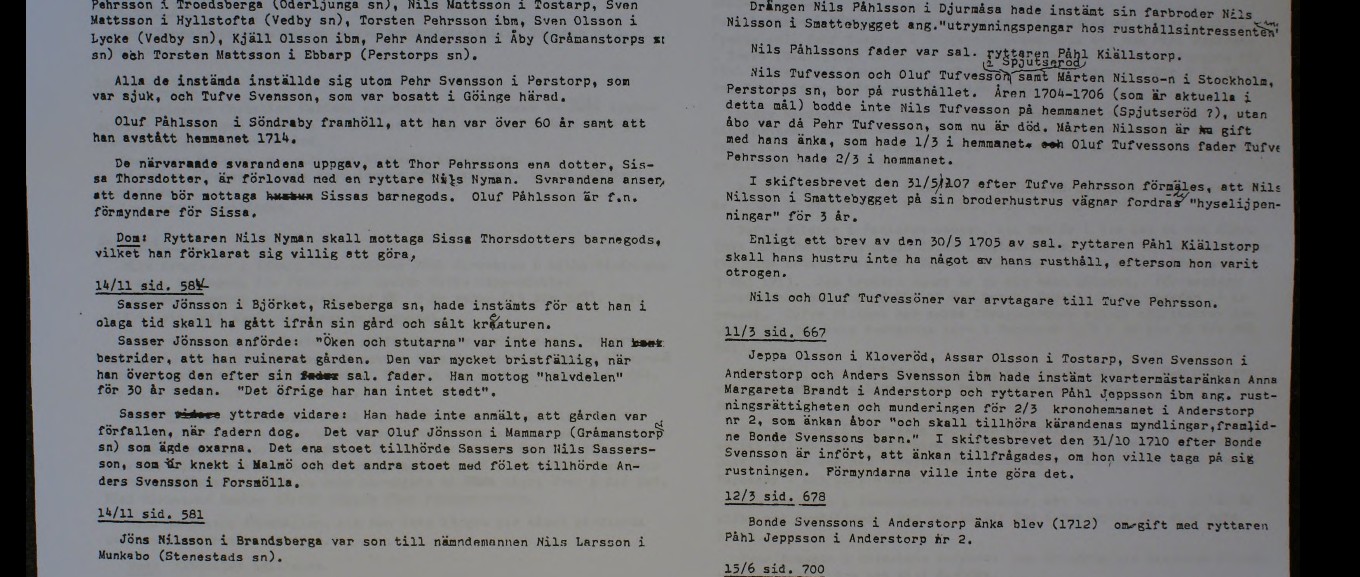 Pehrsson i Troedsberga (Oderljunga sn), Nils Mattsson i Tostarp, Sven
Mattsson i Hyllstofta (Vedby sn), Torsten Pehrsson ibm, Sven Olsson i
Lycke (Vedby sn), Kjäll Olsson ibm, Pehr Andersson i Åby (Gråmanstorps
sn) och Torsten Mattsson i Ebbarp (Perstorps sn).
Alla de instämda inställde sig utom Pehr Svensson i Perstorp, som
var sjuk, och Tufve Svensson, som var bosatt i Göinge härad.
Oluf Påhlsson i Söndraby framhöll, att han var över 60 år samt att
han avstått hemmanet 1714.
De närvarande svarandena uppgav, att Thor Pehrssons ena dotter, Sis-
sa Thorsdotter, är förlovad med en ryttare Nils Nyman. Svarandena anser,
att denne bör mottaga Sissas barnegods. Oluf Påhlsson är f.n.
förmyndare för Sissa.
Dom: Ryttaren Nils Nyman skall mottaga Sissa Thorsdotters barnegods,
vilket han förklarat sig villig att göra,
14/11 sid. 581
Sasser Jönsson i Björket, Riseberga sn, hade instämts för att han i
olaga tid skall ha gått ifrån sin gård och sålt kreaturen.
Sasser Jönsson anförde: "Öken och stutarna" var inte hans. Han
bestrider, att han ruinerat gården. Den var mycket bristfällig, när
han övertog den efter sin sal. fader. Han mottog "halvdelen"
för 30 år sedan. "Det öfrige har han intet stedt".
Sasser yttrade vidare: Han hade inte anmält, att gården var
förfallen, när fadern dog. Det var Oluf Jönsson i Mammarp (Gråmanstorp
sn) som ägde oxarna. Det ena stoet tillhörde Sassers son Nils Sassers-
son, som är knekt i Malmö och det andra stoet med fölet tillhörde An-
ders Svensson i Forsmölla.
14/11 sid. 581
Jöns Nilsson i Brandsberga var son till nämndemannen Nils Larsson i
Munkabo (Stenestads sn).
Drängen Nils Påhlsson i Djurmåsa hade instämt sin farbroder Nils
Nilsson i Smattebygget ang."utrymningspengar hos rusthållsintressenten"
Nils Påhlssons fader var sal. ryttaren Påhl Kiällstorp.
i Spjutseröd
Nils Tufvesson och Oluf Tufvesson samt Mårten Nilsso-n i Stockholm,
Perstorps sn, bor på rusthållet. Åren 1704-1706 (som är aktuella i
detta mål) bodde inte Nils Tufvesson på hemmanet (Spjutseröd ?), utan
åbo var då Pehr Tufvesson, som nu är död. Mårten Nilsson är gift
med hans änka, som hade 1/3 i hemmanet. Oluf Tufvessons fader Tufve
Pehrsson hade 2/3 i hemmanet.
I skiftesbrevet den 31/5 1707 efter Tufve Pehrsson förmäles, att Nils
Nilsson i Smattebygget på sin broderhustrus vägnar fordras "hyselijpen-
ningar" för 3 år.
Enligt ett brev av den 30/5 1705 av sal. ryttaren Påhl Kiällstorp
skall hans hustru inte ha något av hans rusthåll, eftersom hon varit
otrogen.
Nils och Oluf Tufvessöner var arvtagare till Tufve Pehrsson.
11/3 sid. 667
Jeppa Olsson i Kloveröd, Assar Olsson i Tostarp, Sven Svensson i
Anderstorp och Anders Svensson ibm hade instämt kvartermästaränkan Anna
Margareta Brandt i Anderstorp och ryttaren Påhl Jeppsson ibm ang. rust-
ningsrättigheten och munderingen för 2/3 kronohemmanet i Anderstorp
nr 2, som änkan åbor "och skall tillhöra kärandenas myndlingar,framlid-
ne Bonde Svenssons barn." I skiftesbrevet den 31/10 1710 efter Bonde
Svensson är infört, att änkan tillfrågades, om hon ville taga på sig
rustningen. Förmyndarna ville inte göra det.
12/3 sid. 678
Bonde Svenssons i Anderstorp änka blev (1712) omgift med ryttaren
Påhl Jeppsson i Anderstorp nr 2.
15/6 sid. 700